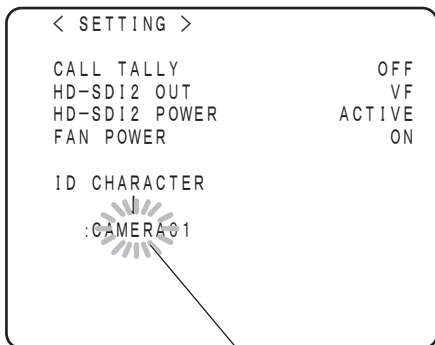 < SETTING >
CALL TALLY OFF
HD-SDI2 OUT VF
HD-SDI2 POWER ACTIVE
FAN POWER ON
ID CHARACTER
:CAMERA01